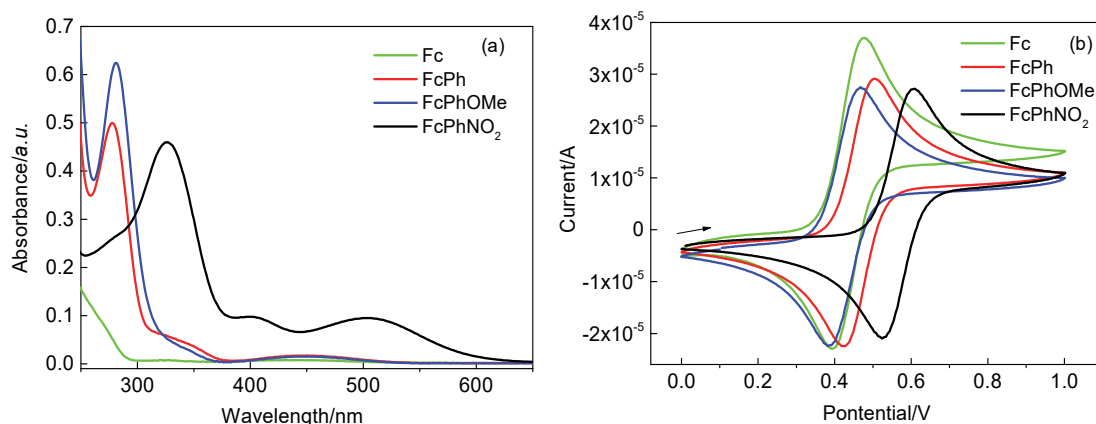 (a)
Fc
FcPh
FcPhOMe
FcPhNO₂
0.7
0.6
0.5
0.4
0.3
0.2
0.1
0.0
Absorbance/a.u.
300
400
500
600
Wavelength/nm
(b)
Fc
FcPh
FcPhOMe
FcPhNO₂
4x10⁻⁵
3x10⁻⁵
2x10⁻⁵
1x10⁻⁵
0
-1x10⁻⁵
-2x10⁻⁵
Current/A
0.0
0.2
0.4
0.6
0.8
1.0
Pontential/V